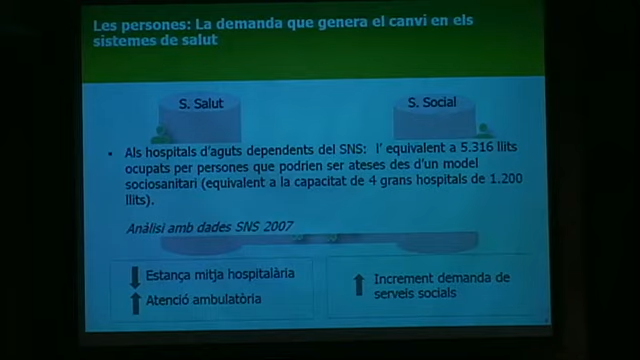 Les persones: La demanda que genera el canvi en els
sistemes de salut
S. Salut
S. Social
• Als hospitals d'aguts dependents del SNS: l' equivalent a 5.316 llits
ocupats per persones que podrien ser ateses des d'un model
sociosanitari (equivalent a la capacitat de 4 grans hospitals de 1.200
llits).
Anàlisi amb dades SNS 2007
Estança mitja hospitalària
Atenció ambulatòria
Increment demanda de
serveis socials